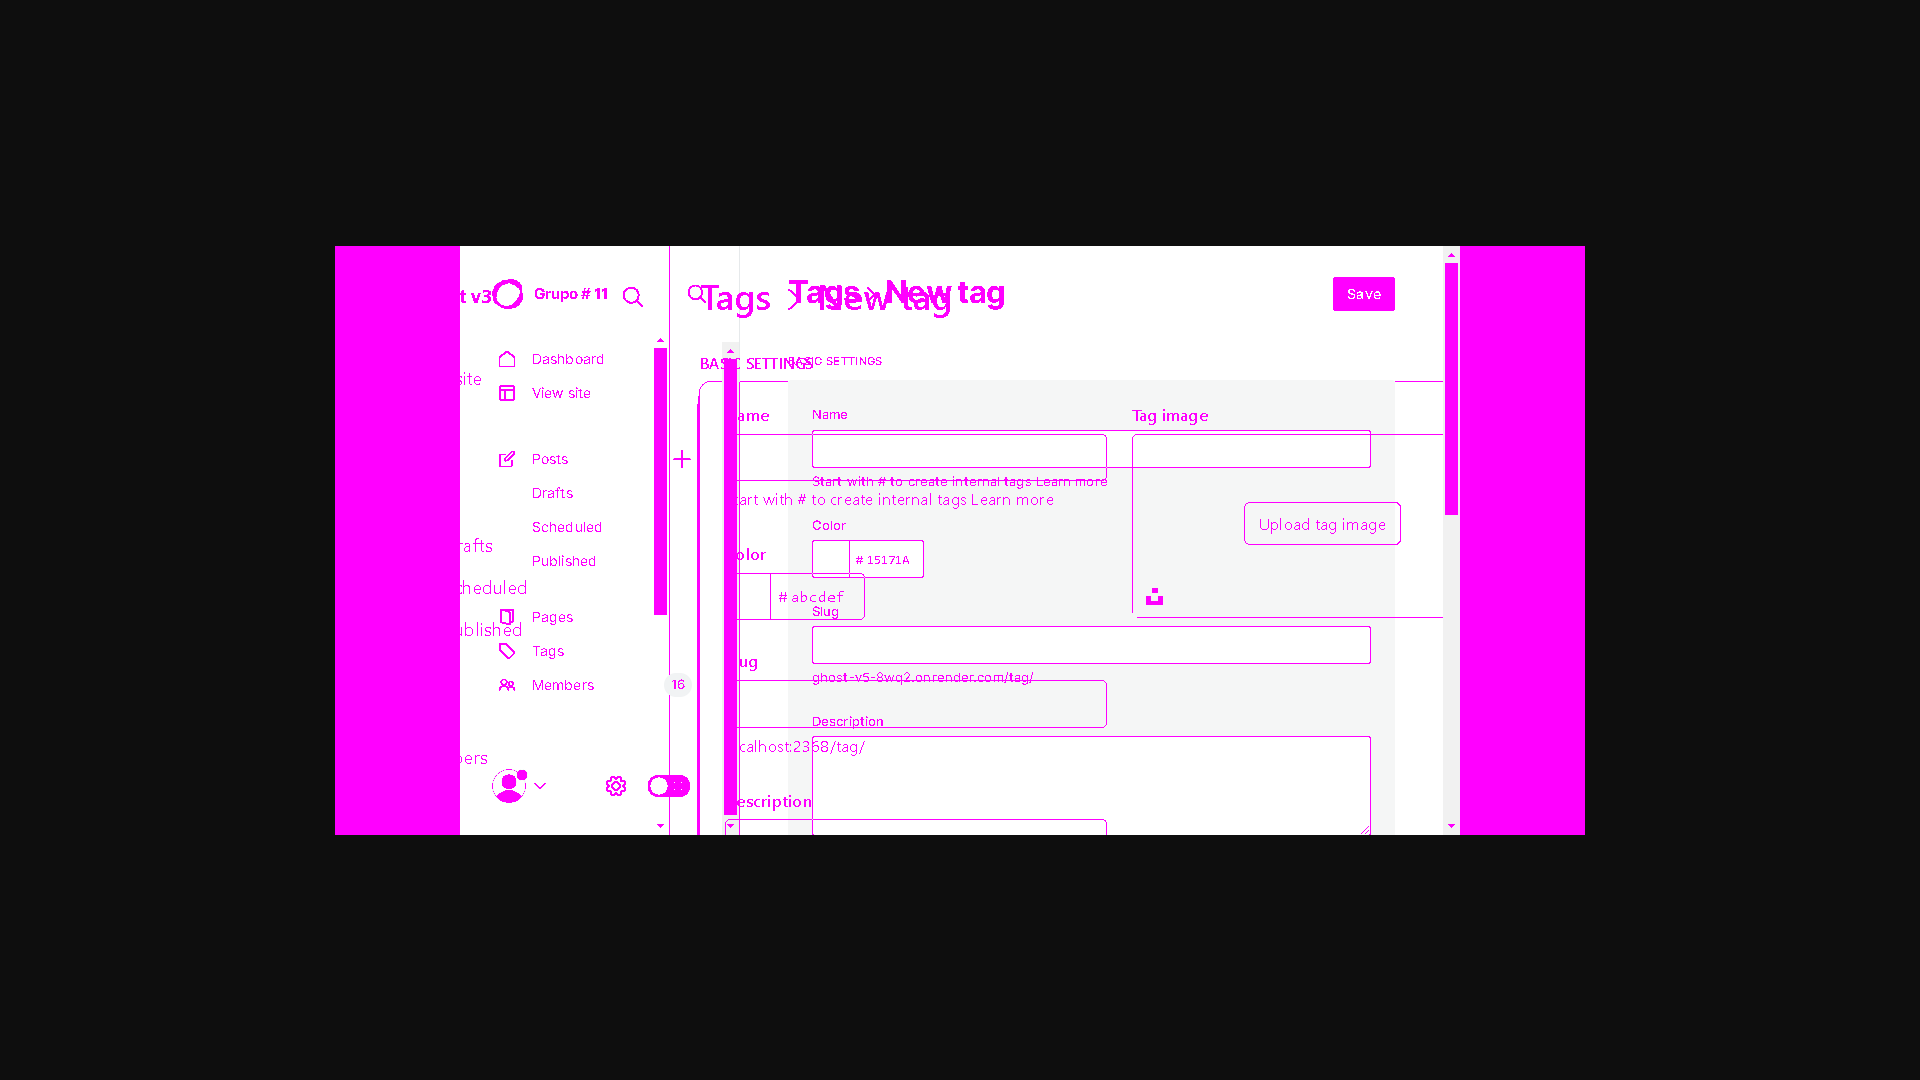 t v3
Grupo # 11
Tags
New tag
Tags
New tag
Save
BASIC SETTINGS
BASIC SETTINGS
Dashboard
site
View site
ame
Name
Tag image
Posts
Start with # to create internal tags Learn more
Drafts
art with # to create internal tags Learn more
Scheduled
Color
Upload tag image
rafts
olor
Published
# 15171A
cheduled
# abcdef
Pages
Slug
ublished
Tags
ug
Members
16
ghost-v5-8wq2.onrender.com/tag/
Description
calhost:2368/tag/
bers
escription